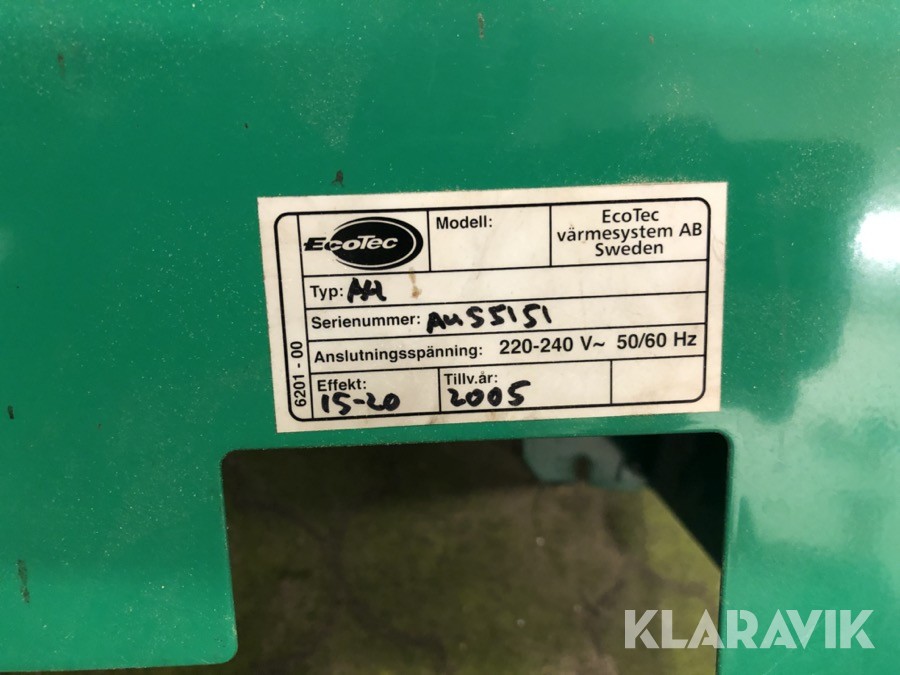 EcoTec
Modell:
EcoTec
värmesystem AB
Sweden
Typ:
Serienummer: AU55151
Anslutningsspänning: 220-240 V~ 50/60 Hz
Effekt:
15-20
Tillv.år:
2005
6201 - 00
KLARAVIK